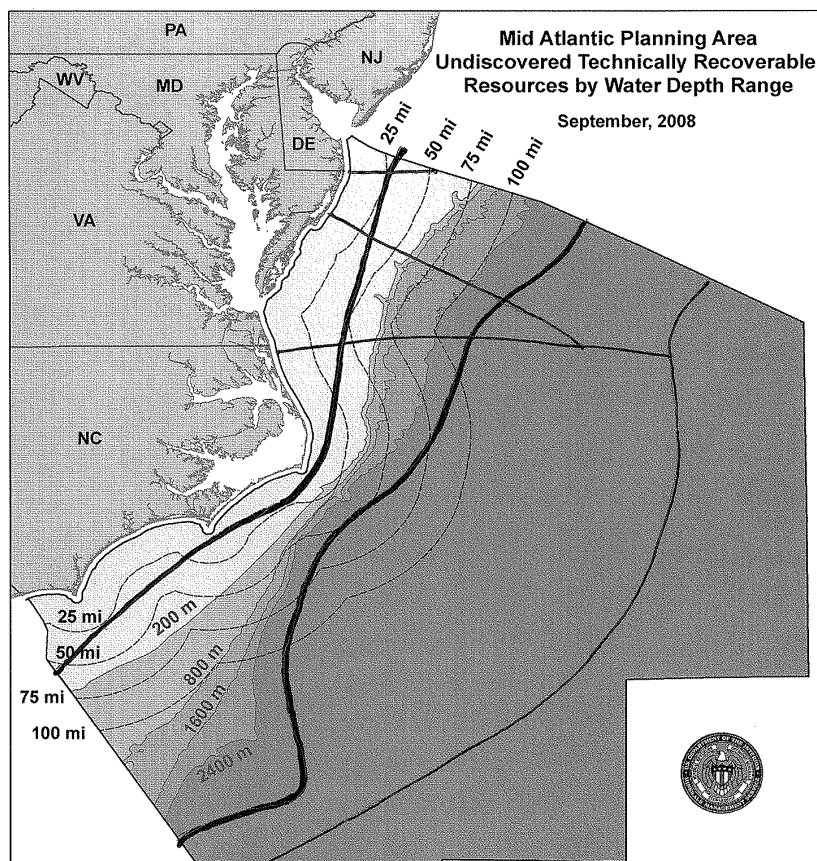 Mid Atlantic Planning Area
Undiscovered Technically Recoverable
Resources by Water Depth Range
September, 2008
PA
NJ
WV
MD
DE
VA
NC
25 mi
50 mi
75 mi
100 mi
25 mi
50 mi
75 mi
100 mi
200 m
800 m
1600 m
2400 m